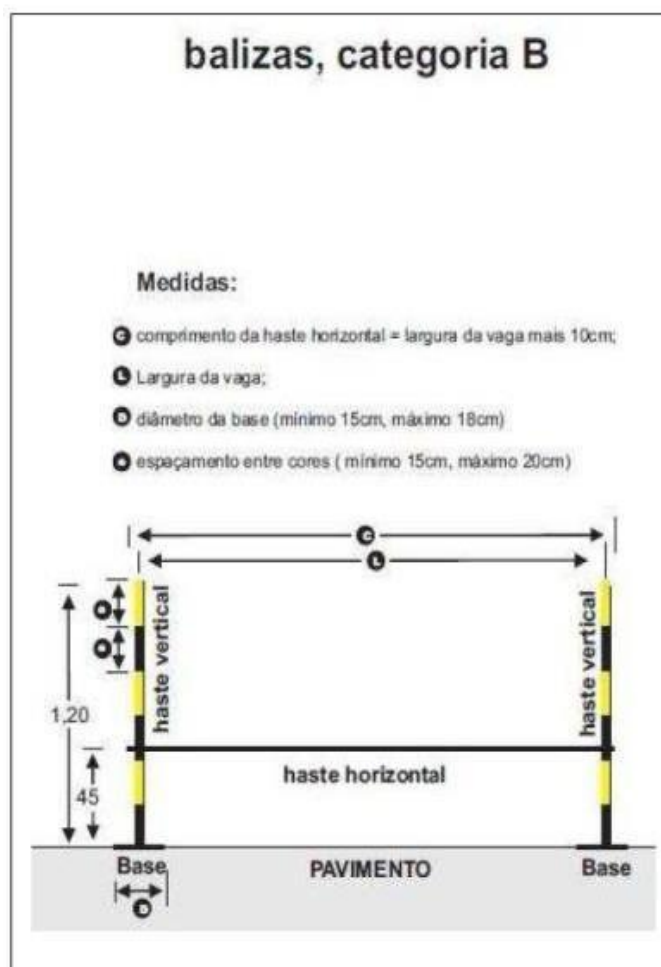 balizas, categoria B
Medidas:
C comprimento da haste horizontal = largura da vaga mais 10cm;
L Largura da vaga;
D diâmetro da base (mínimo 15cm, máximo 18cm)
espaçamento entre cores ( mínimo 15cm, máximo 20cm)
C
L
haste vertical
haste vertical
1,20
45
haste horizontal
Base
PAVIMENTO
Base
D